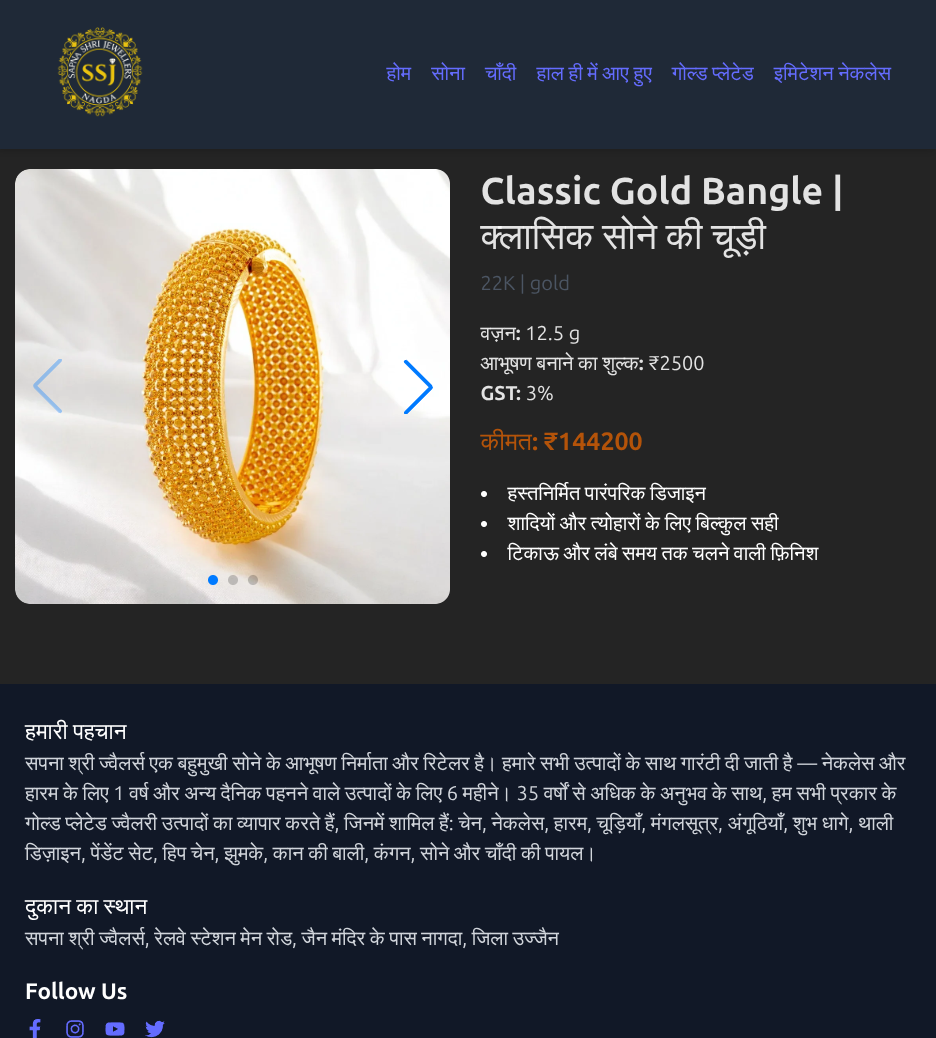 SAPNA SHRI JEWELLERS
SSJ
NAGDA
होम सोना चाँदी हाल ही में आए हुए गोल्ड प्लेटेड इमिटेशन नेकलेस
Classic Gold Bangle |
क्लासिक सोने की चूड़ी
22K | gold
वज़न: 12.5 g
आभूषण बनाने का शुल्क: ₹2500
GST: 3%
कीमत: ₹144200
• हस्तनिर्मित पारंपरिक डिजाइन
• शादियों और त्योहारों के लिए बिल्कुल सही
• टिकाऊ और लंबे समय तक चलने वाली फ़िनिश
हमारी पहचान
सपना श्री ज्वैलर्स एक बहुमुखी सोने के आभूषण निर्माता और रिटेलर है। हमारे सभी उत्पादों के साथ गारंटी दी जाती है — नेकलेस और
हारम के लिए 1 वर्ष और अन्य दैनिक पहनने वाले उत्पादों के लिए 6 महीने। 35 वर्षों से अधिक के अनुभव के साथ, हम सभी प्रकार के
गोल्ड प्लेटेड ज्वैलरी उत्पादों का व्यापार करते हैं, जिनमें शामिल हैं: चेन, नेकलेस, हारम, चूड़ियाँ, मंगलसूत्र, अंगूठियाँ, शुभ धागे, थाली
डिज़ाइन, पेंडेंट सेट, हिप चेन, झुमके, कान की बाली, कंगन, सोने और चाँदी की पायल।
दुकान का स्थान
सपना श्री ज्वैलर्स, रेलवे स्टेशन मेन रोड, जैन मंदिर के पास नागदा, जिला उज्जैन
Follow Us